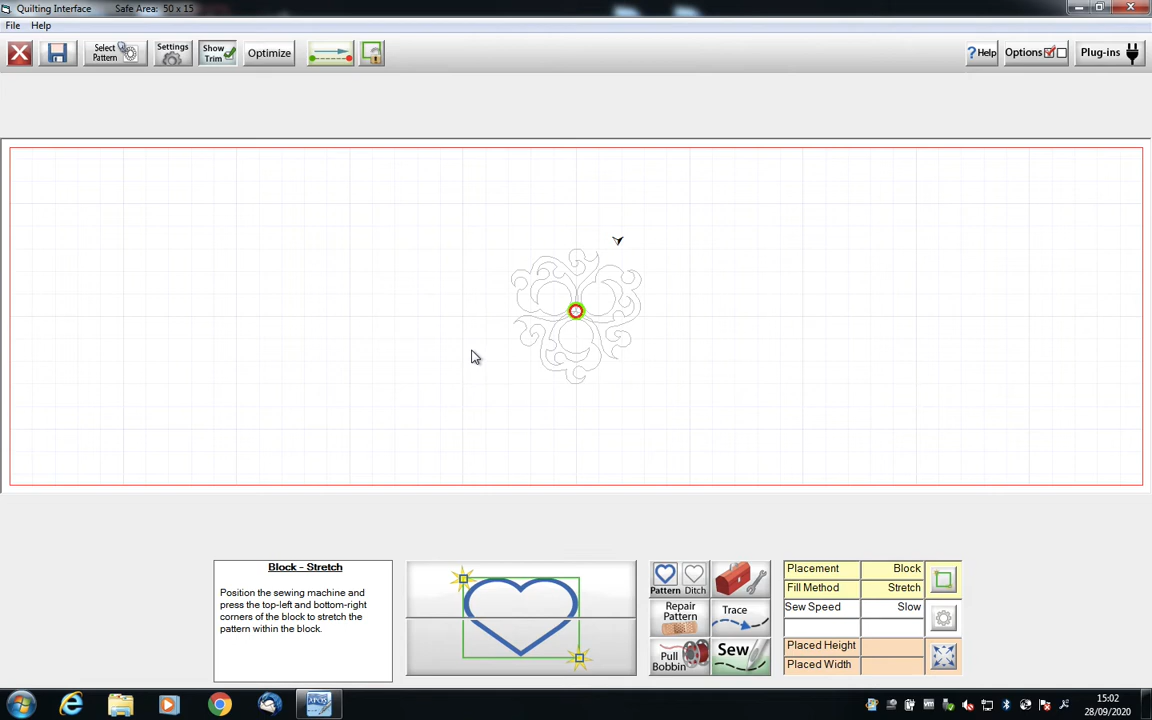 Quilting Interface Safe Area: 50 x 15
File Help
Select Pattern
Settings
Show Trim
Optimize
?Help
Options
Plug-ins
Block - Stretch
Position the sewing machine and
press the top-left and bottom-right
corners of the block to stretch the
pattern within the block.
Pattern Ditch
Repair Pattern
Trace
Pull Bobbin
Sew
Placement Block
Fill Method Stretch
Sew Speed Slow
Placed Height
Placed Width
15:02
28/09/2020